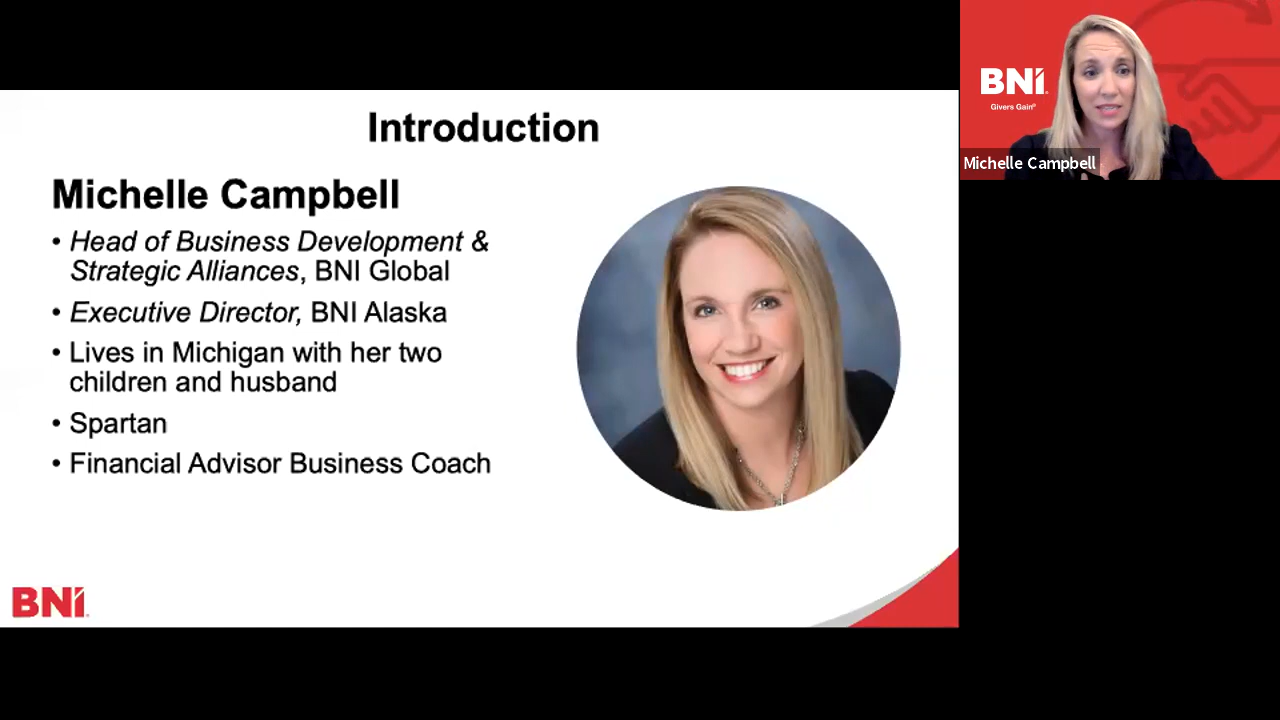 Introduction
Michelle Campbell
• Head of Business Development &
Strategic Alliances, BNI Global
• Executive Director, BNI Alaska
• Lives in Michigan with her two
children and husband
• Spartan
• Financial Advisor Business Coach
BNI
BNI
Givers Gain®
Michelle Campbell